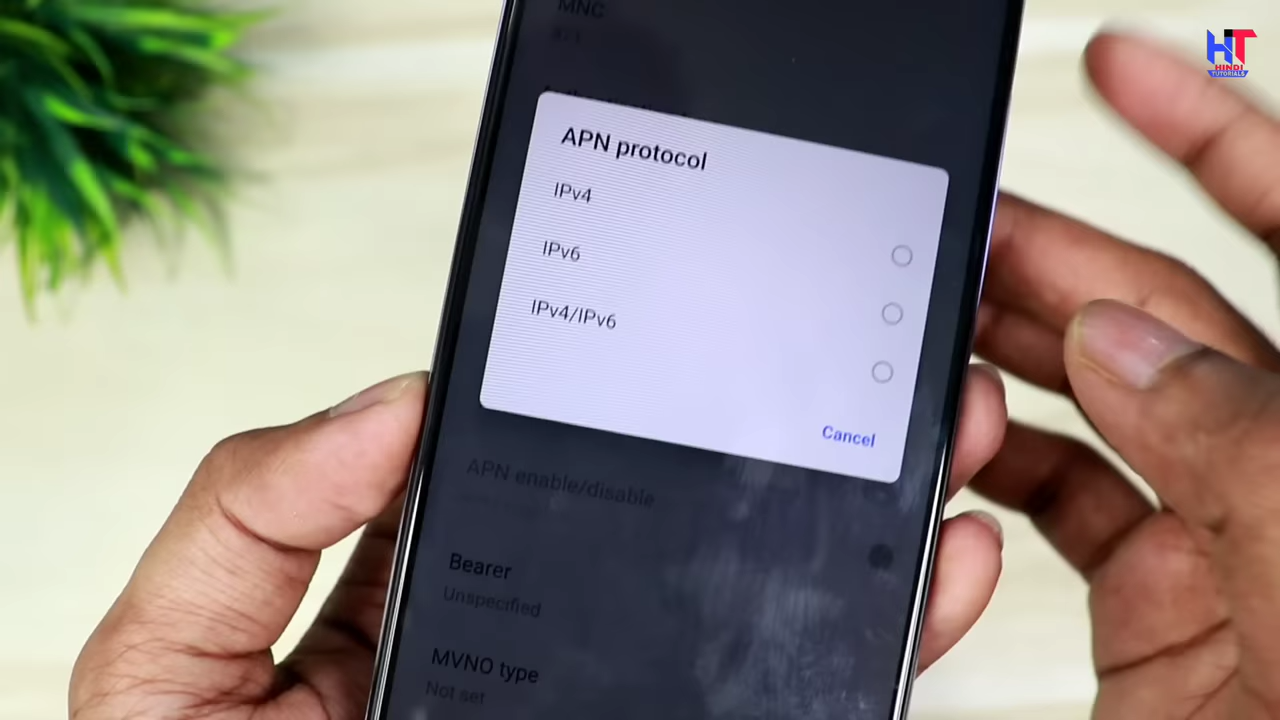 HT
HINDI
TUTORIALS
MNC
APN protocol
IPv4
IPv6
IPv4/IPv6
Cancel
APN enable/disable
Bearer
Unspecified
MVNO type
Not set